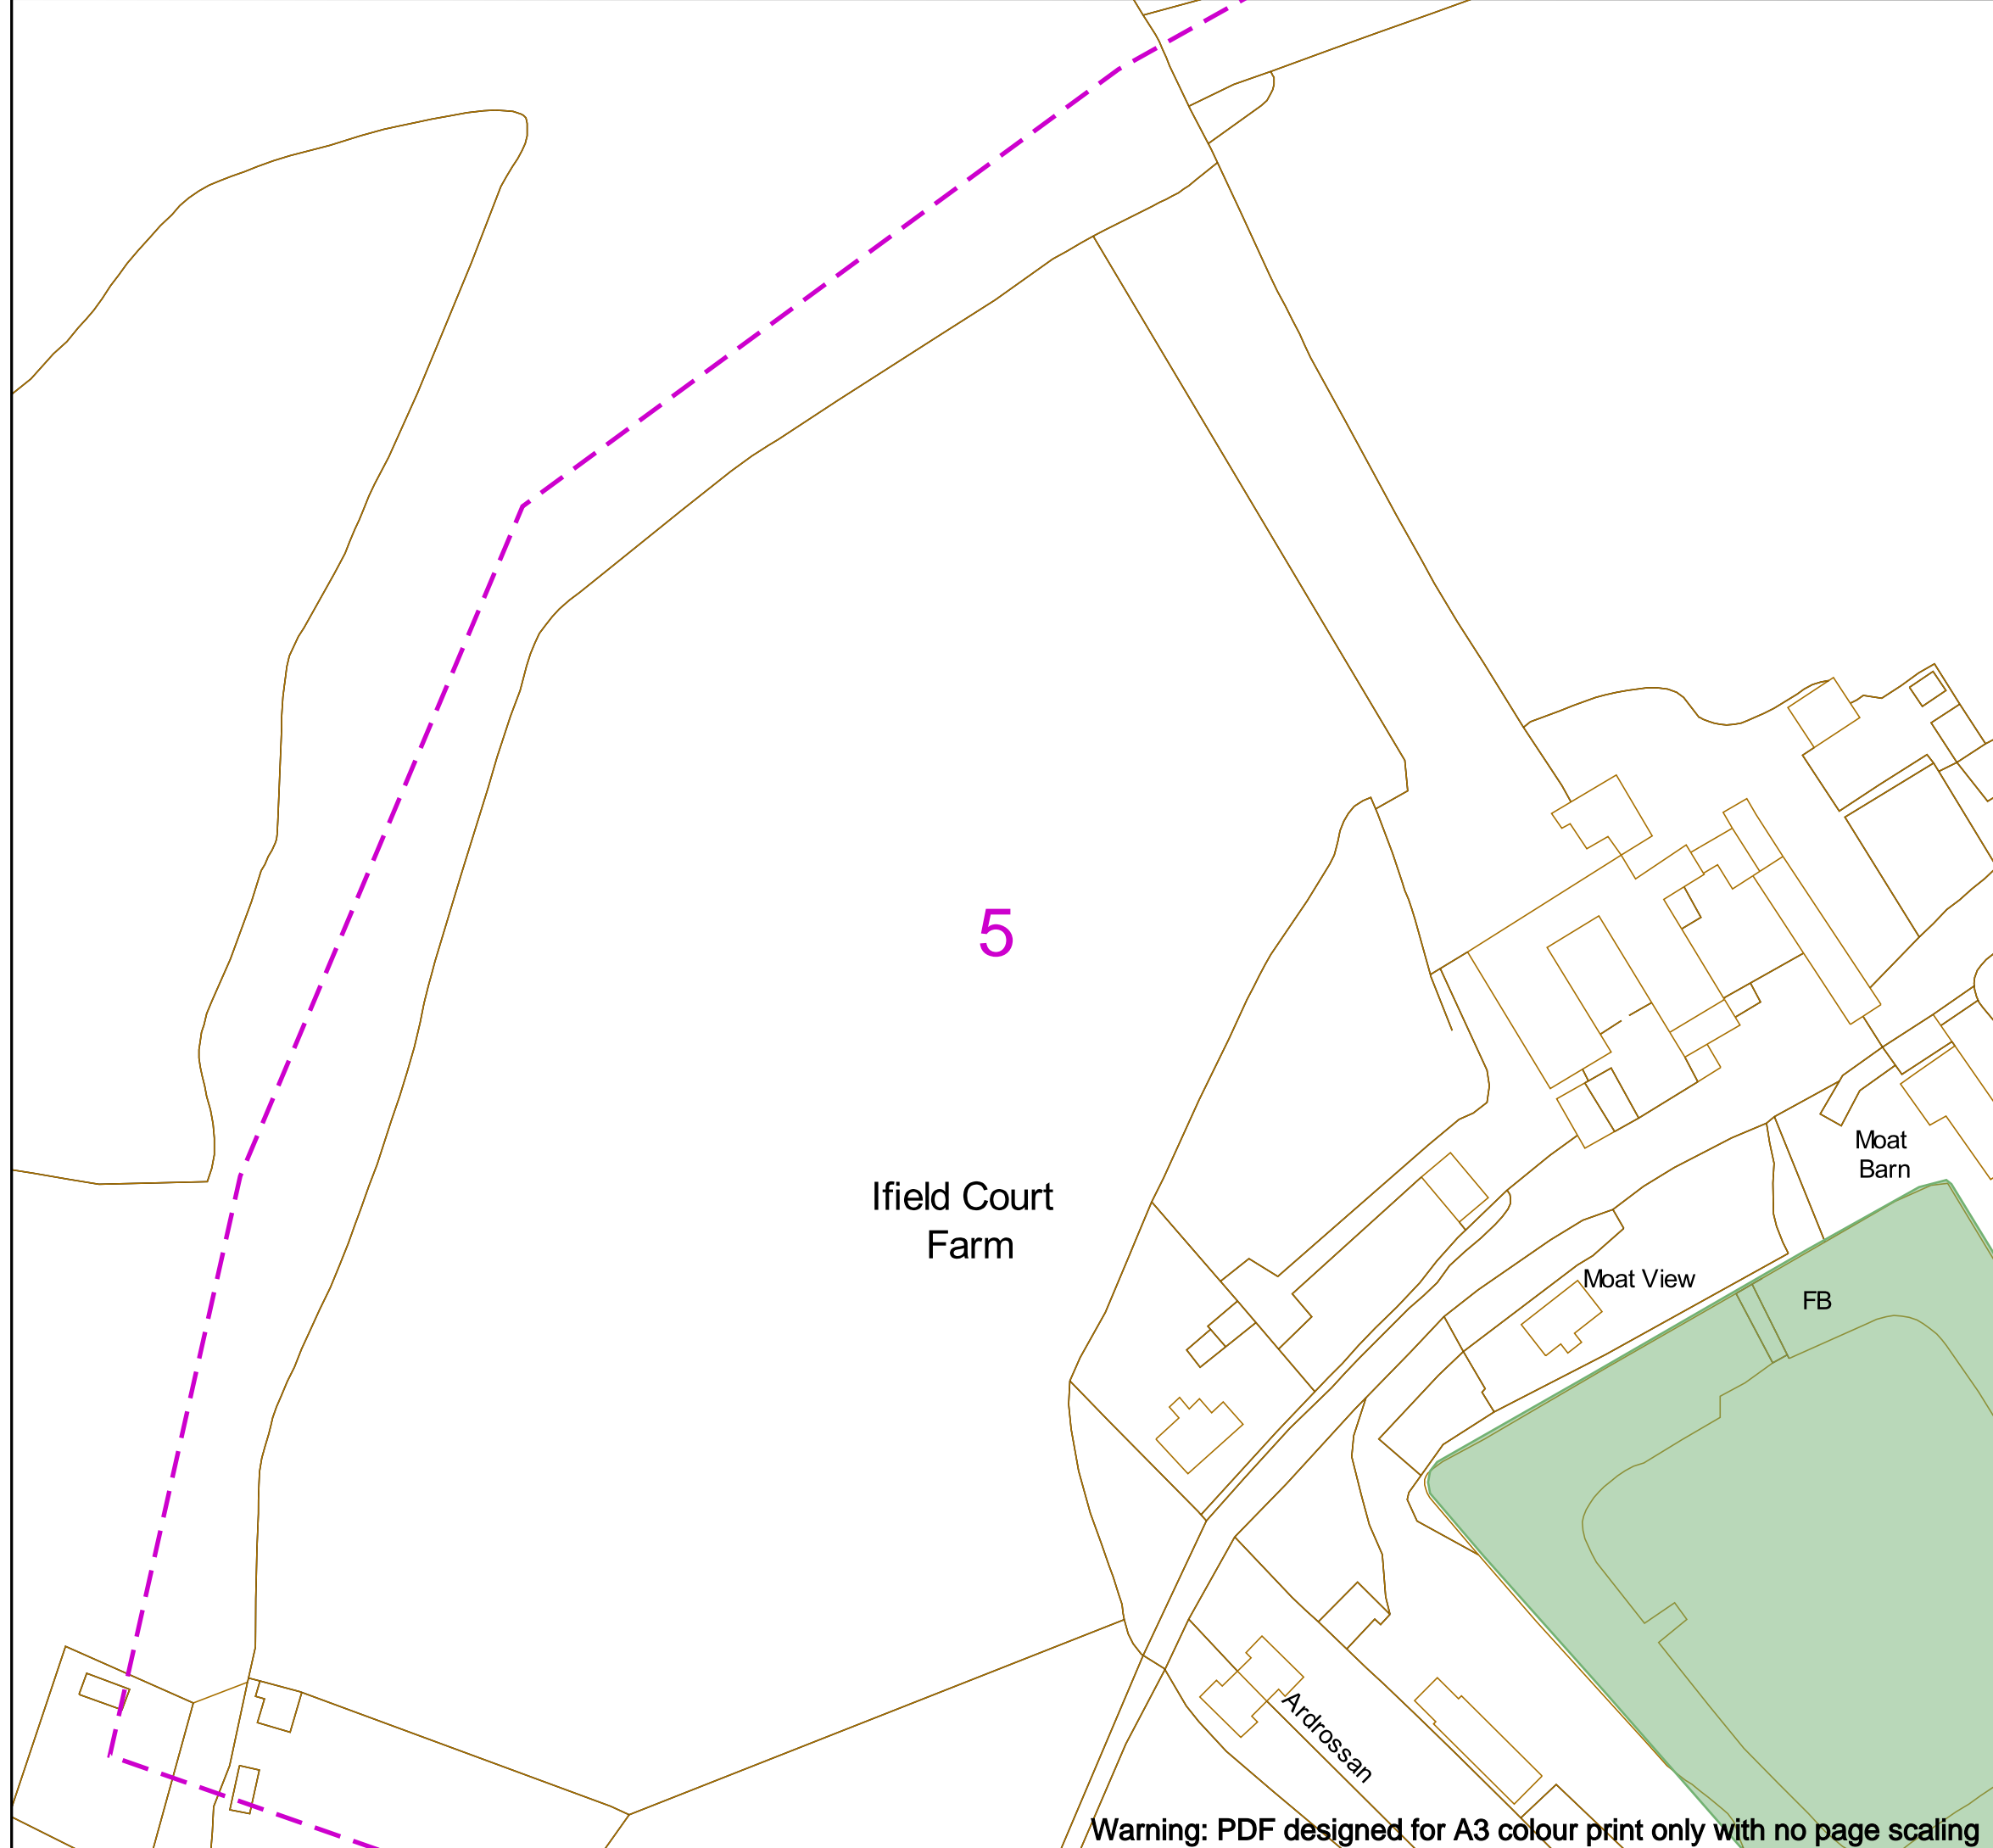 5
Moat
Barn
Ifield Court
Farm
Moat View
FB
Ardrossan
Warning: PDF designed for A3 colour print only with no page scaling